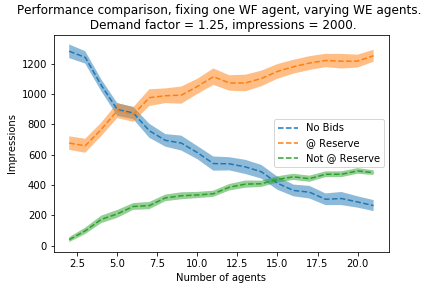 Performance comparison, fixing one WF agent, varying WE agents.
Demand factor = 1.25, impressions = 2000.
1200
1000
800
600
400
200
0
Impressions
No Bids
@ Reserve
Not @ Reserve
2.5 5.0 7.5 10.0 12.5 15.0 17.5 20.0
Number of agents